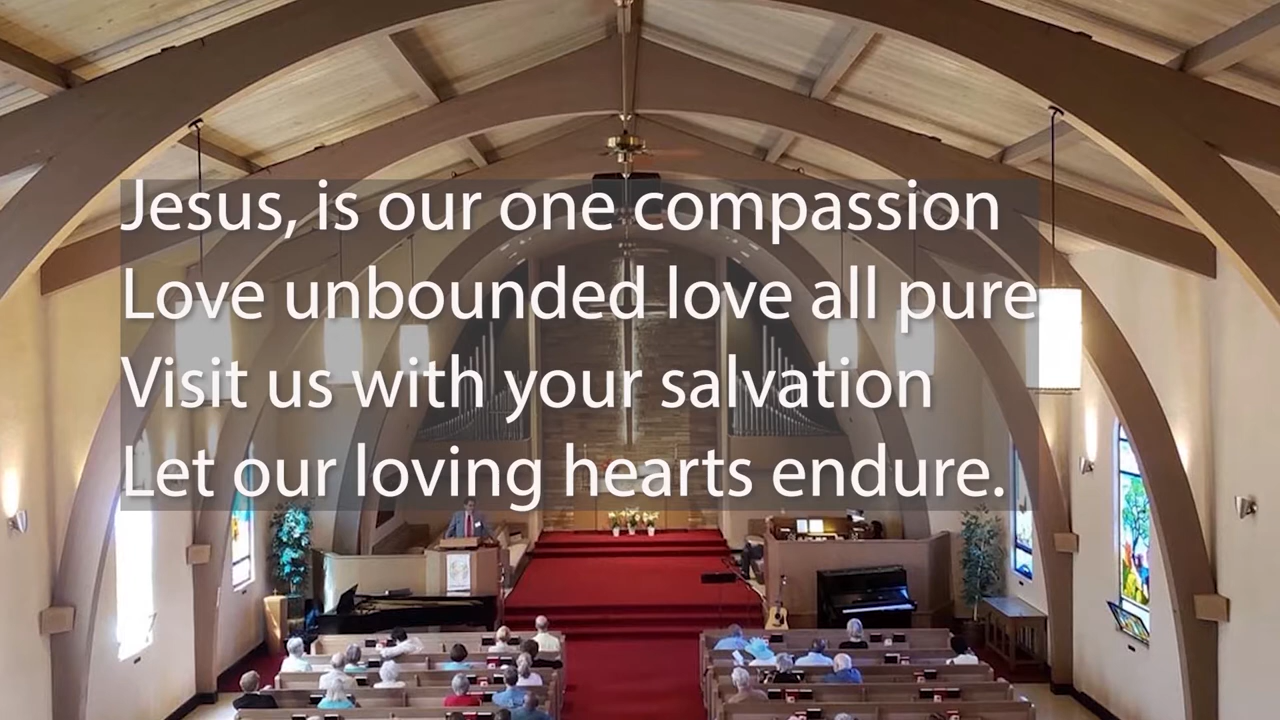 Jesus, is our one compassion
Love unbounded love all pure
Visit us with your salvation
Let our loving hearts endure.